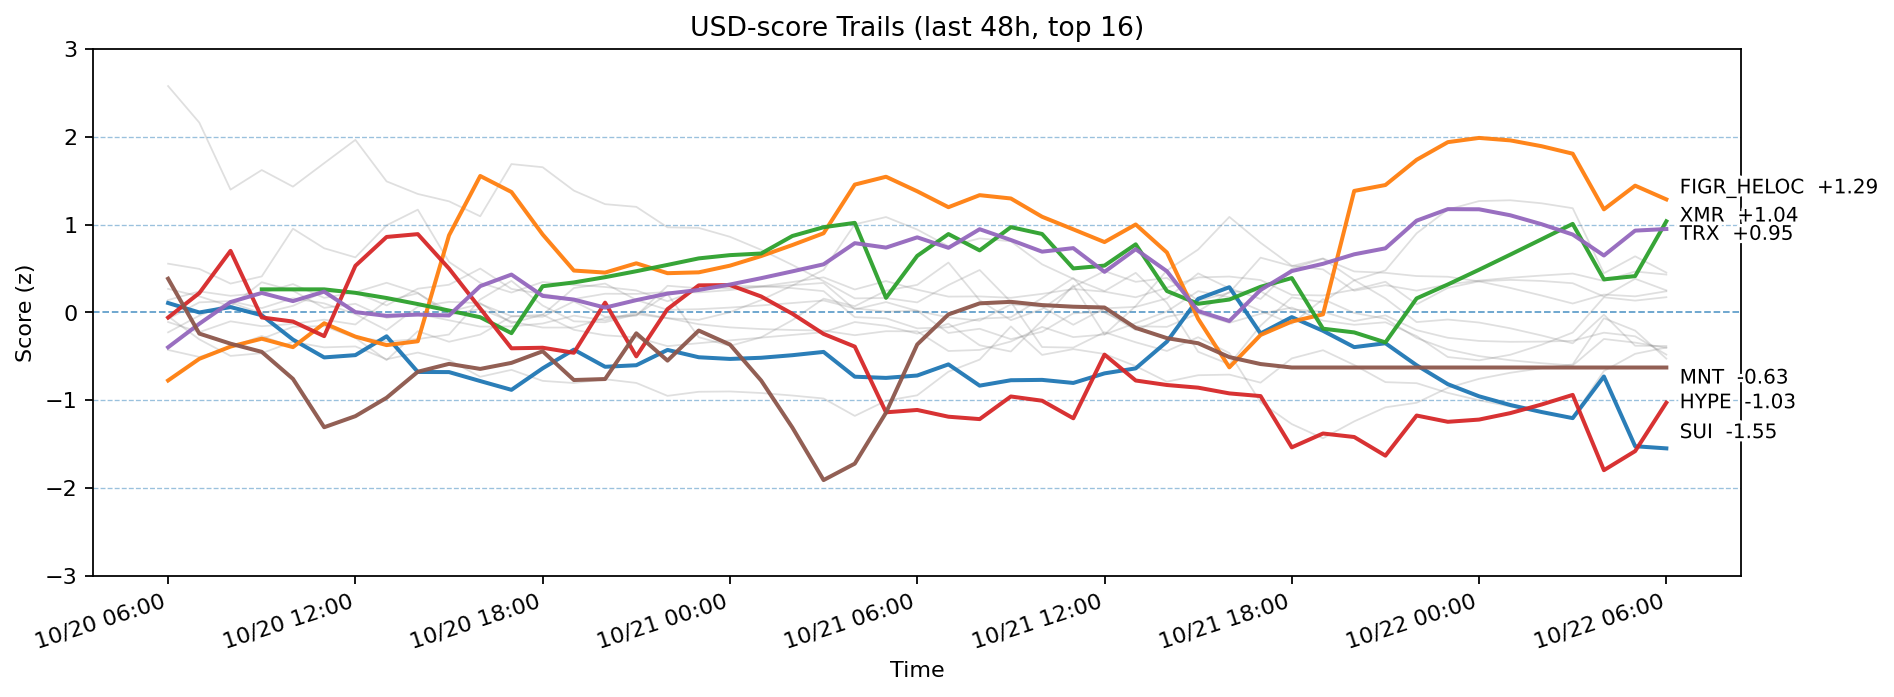 USD-score Trails (last 48h, top 16)
Score (z)
3
2
1
0
−1
−2
−3
FIGR_HELOC +1.29
XMR +1.04
TRX +0.95
MNT -0.63
HYPE -1.03
SUI -1.55
10/20 06:00
10/20 12:00
10/20 18:00
10/21 00:00
10/21 06:00
10/21 12:00
10/21 18:00
10/22 00:00
10/22 06:00
Time